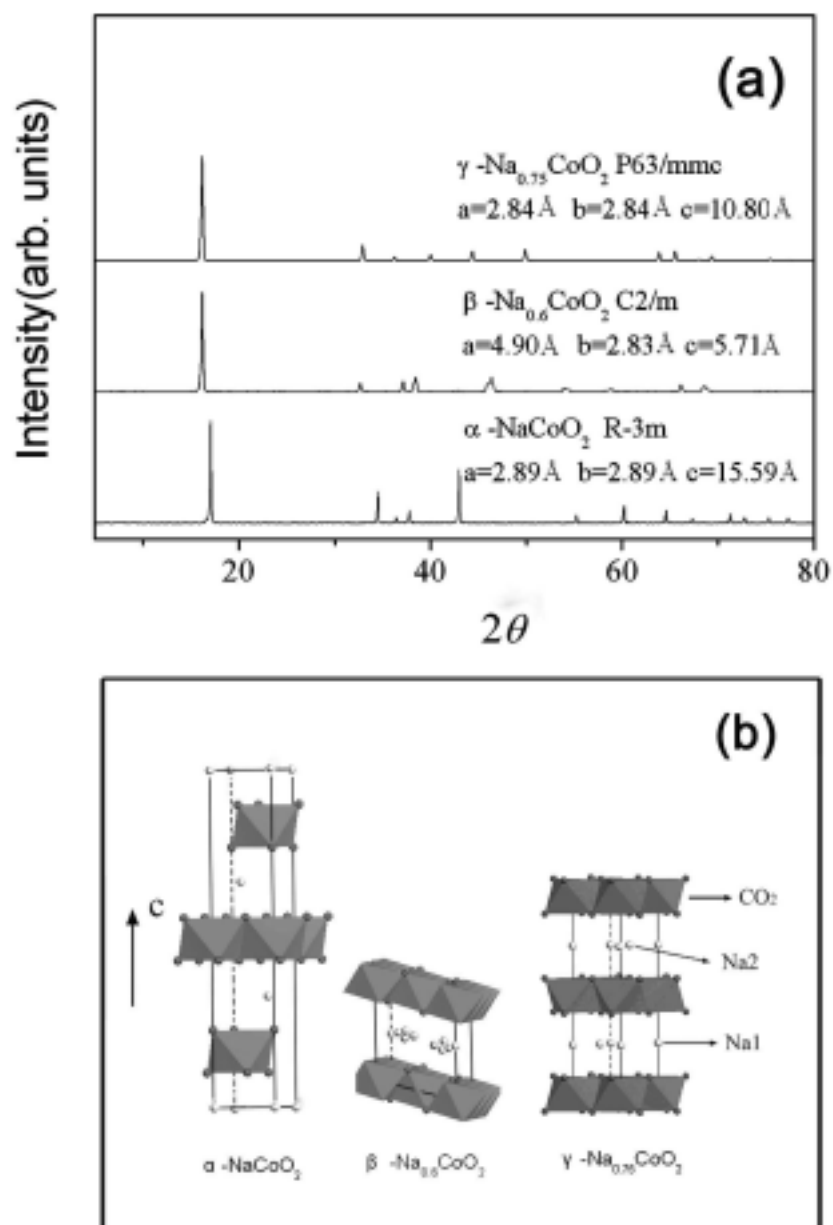 (a)
Intensity(arb. units)
γ -Na0.75CoO2 P63/mmc
a=2.84Å b=2.84Å c=10.80Å
β -Na0.6CoO2 C2/m
a=4.90Å b=2.83Å c=5.71Å
α -NaCoO2 R-3m
a=2.89Å b=2.89Å c=15.59Å
20 40 60 80
2θ
(b)
c
CO2
Na2
Na1
α -NaCoO2 β -Na0.6CoO2 γ -Na0.75CoO2